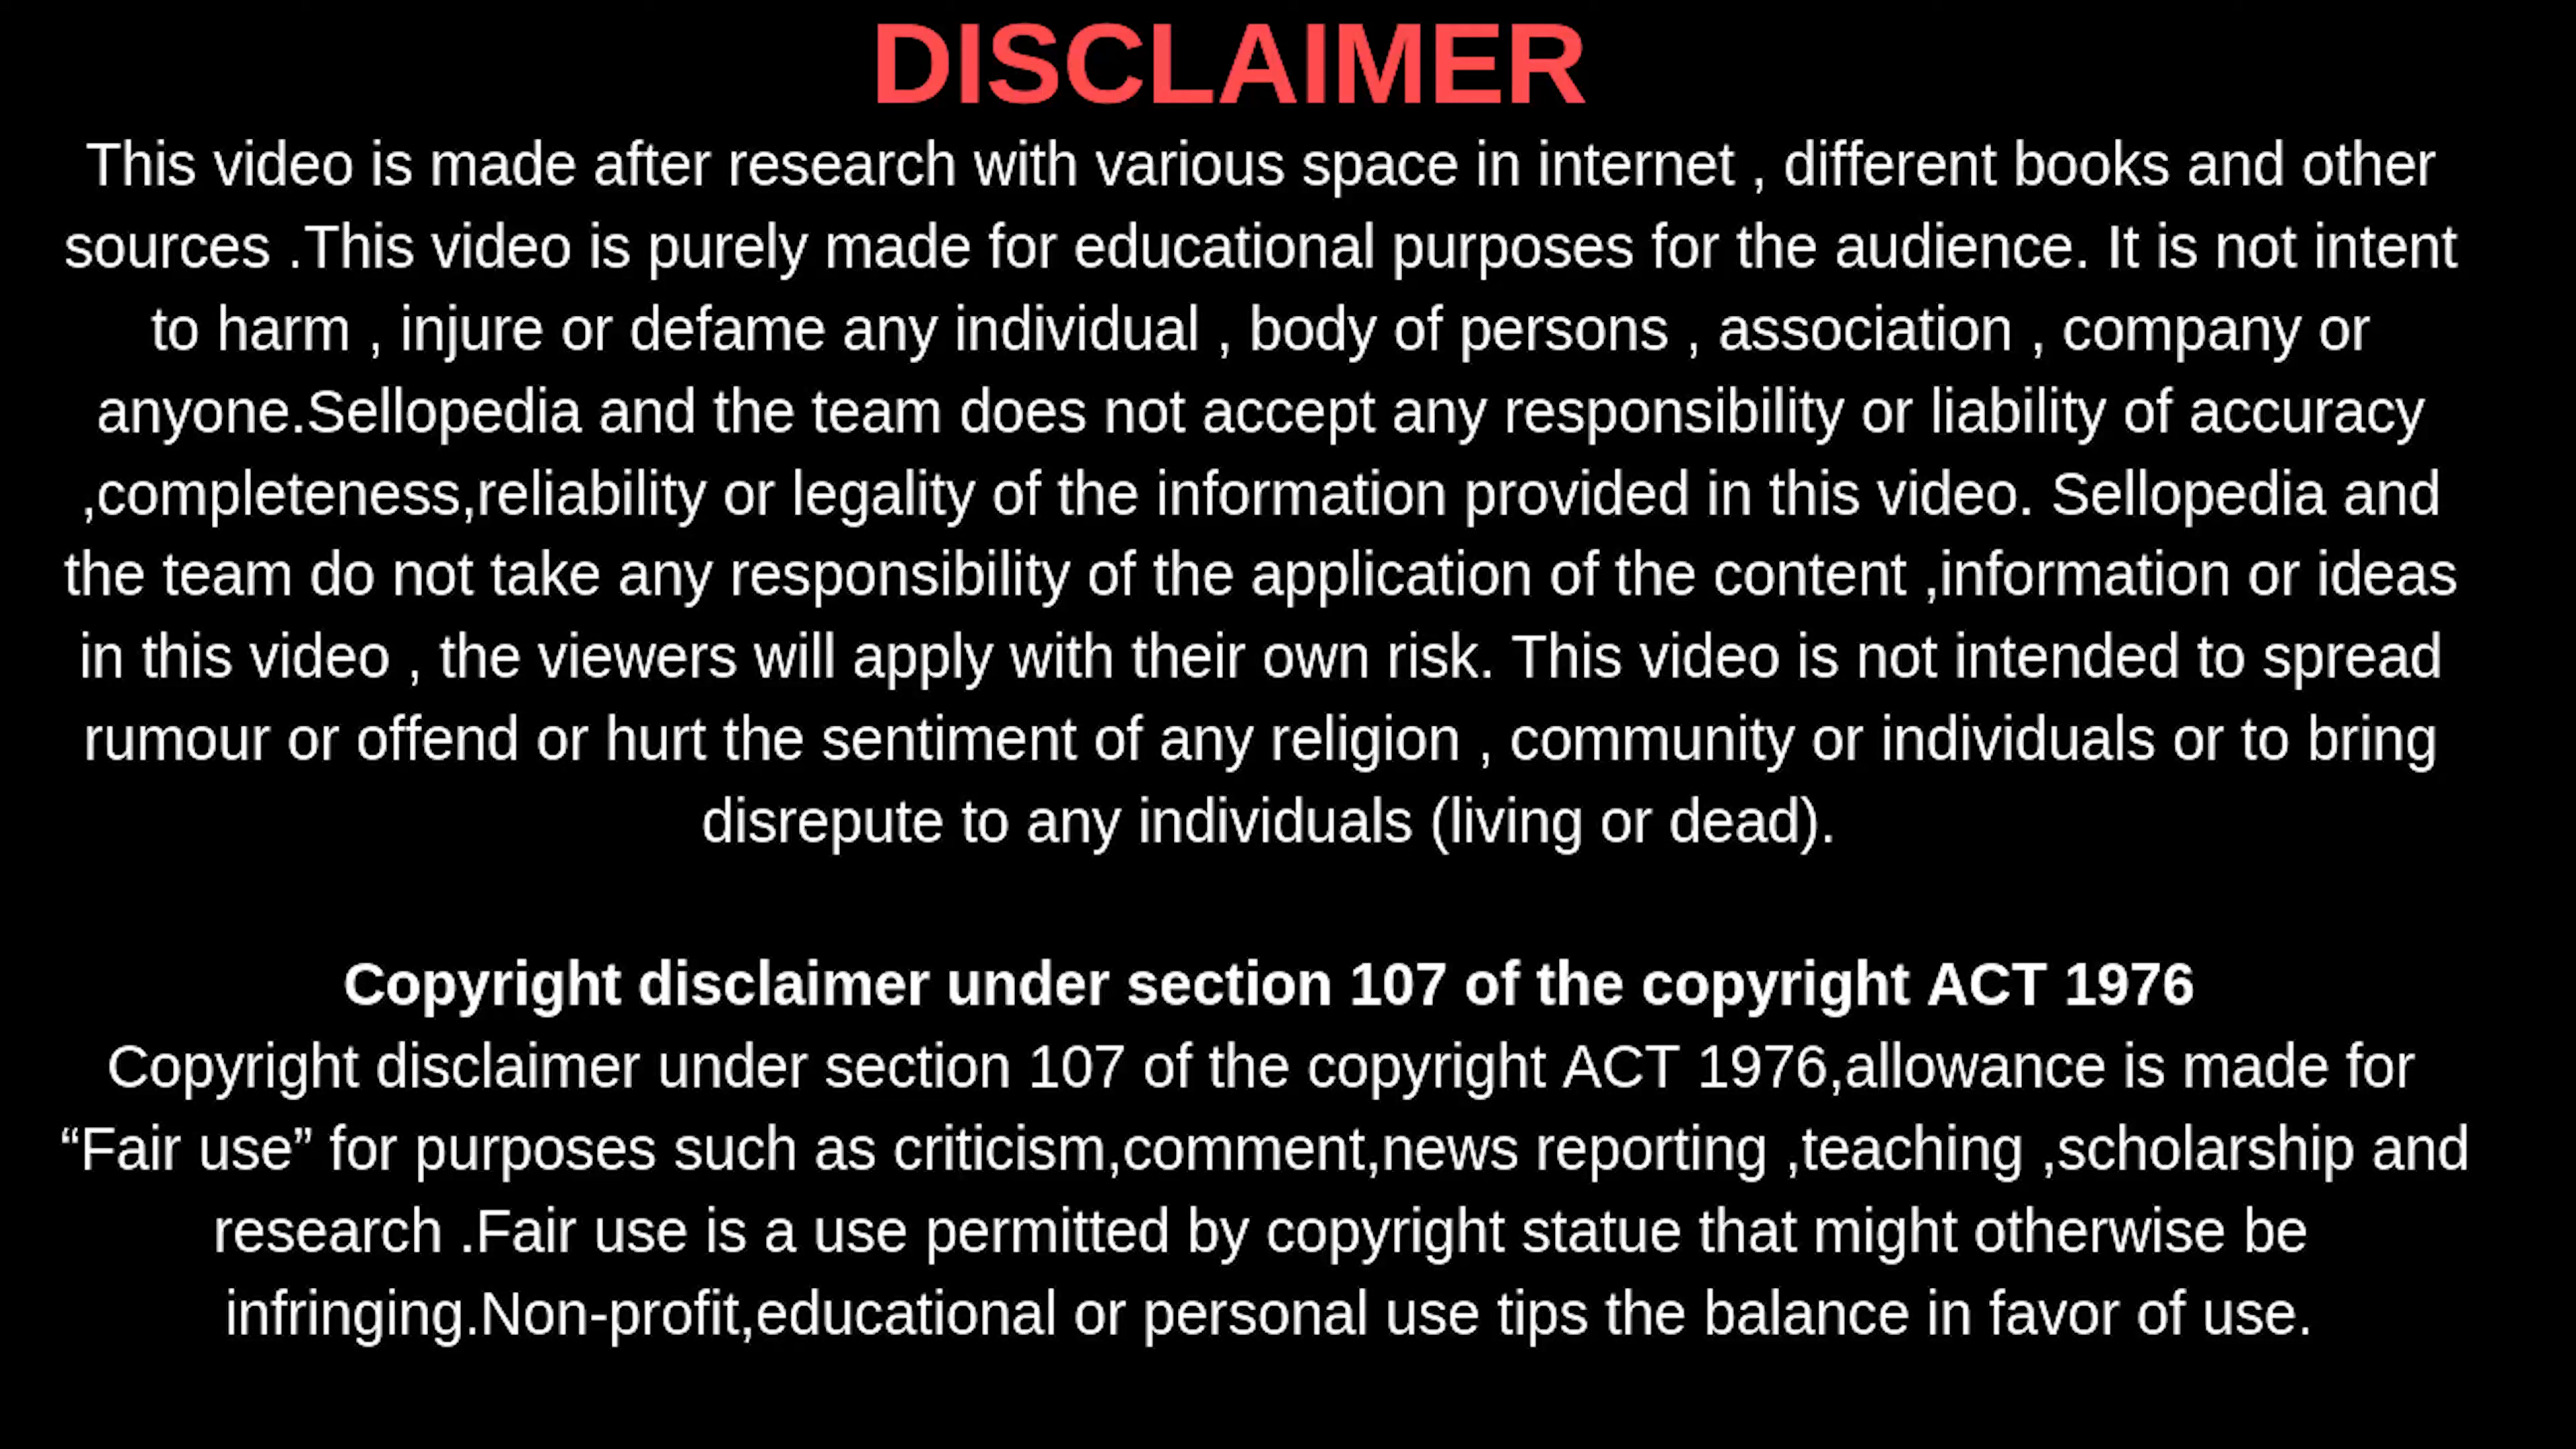 DISCLAIMER
This video is made after research with various space in internet , different books and other
sources .This video is purely made for educational purposes for the audience. It is not intent
to harm , injure or defame any individual , body of persons , association , company or
anyone.Sellopedia and the team does not accept any responsibility or liability of accuracy
,completeness,reliability or legality of the information provided in this video. Sellopedia and
the team do not take any responsibility of the application of the content ,information or ideas
in this video , the viewers will apply with their own risk. This video is not intended to spread
rumour or offend or hurt the sentiment of any religion , community or individuals or to bring
disrepute to any individuals (living or dead).
Copyright disclaimer under section 107 of the copyright ACT 1976
Copyright disclaimer under section 107 of the copyright ACT 1976,allowance is made for
“Fair use” for purposes such as criticism,comment,news reporting ,teaching ,scholarship and
research .Fair use is a use permitted by copyright statue that might otherwise be
infringing.Non-profit,educational or personal use tips the balance in favor of use.